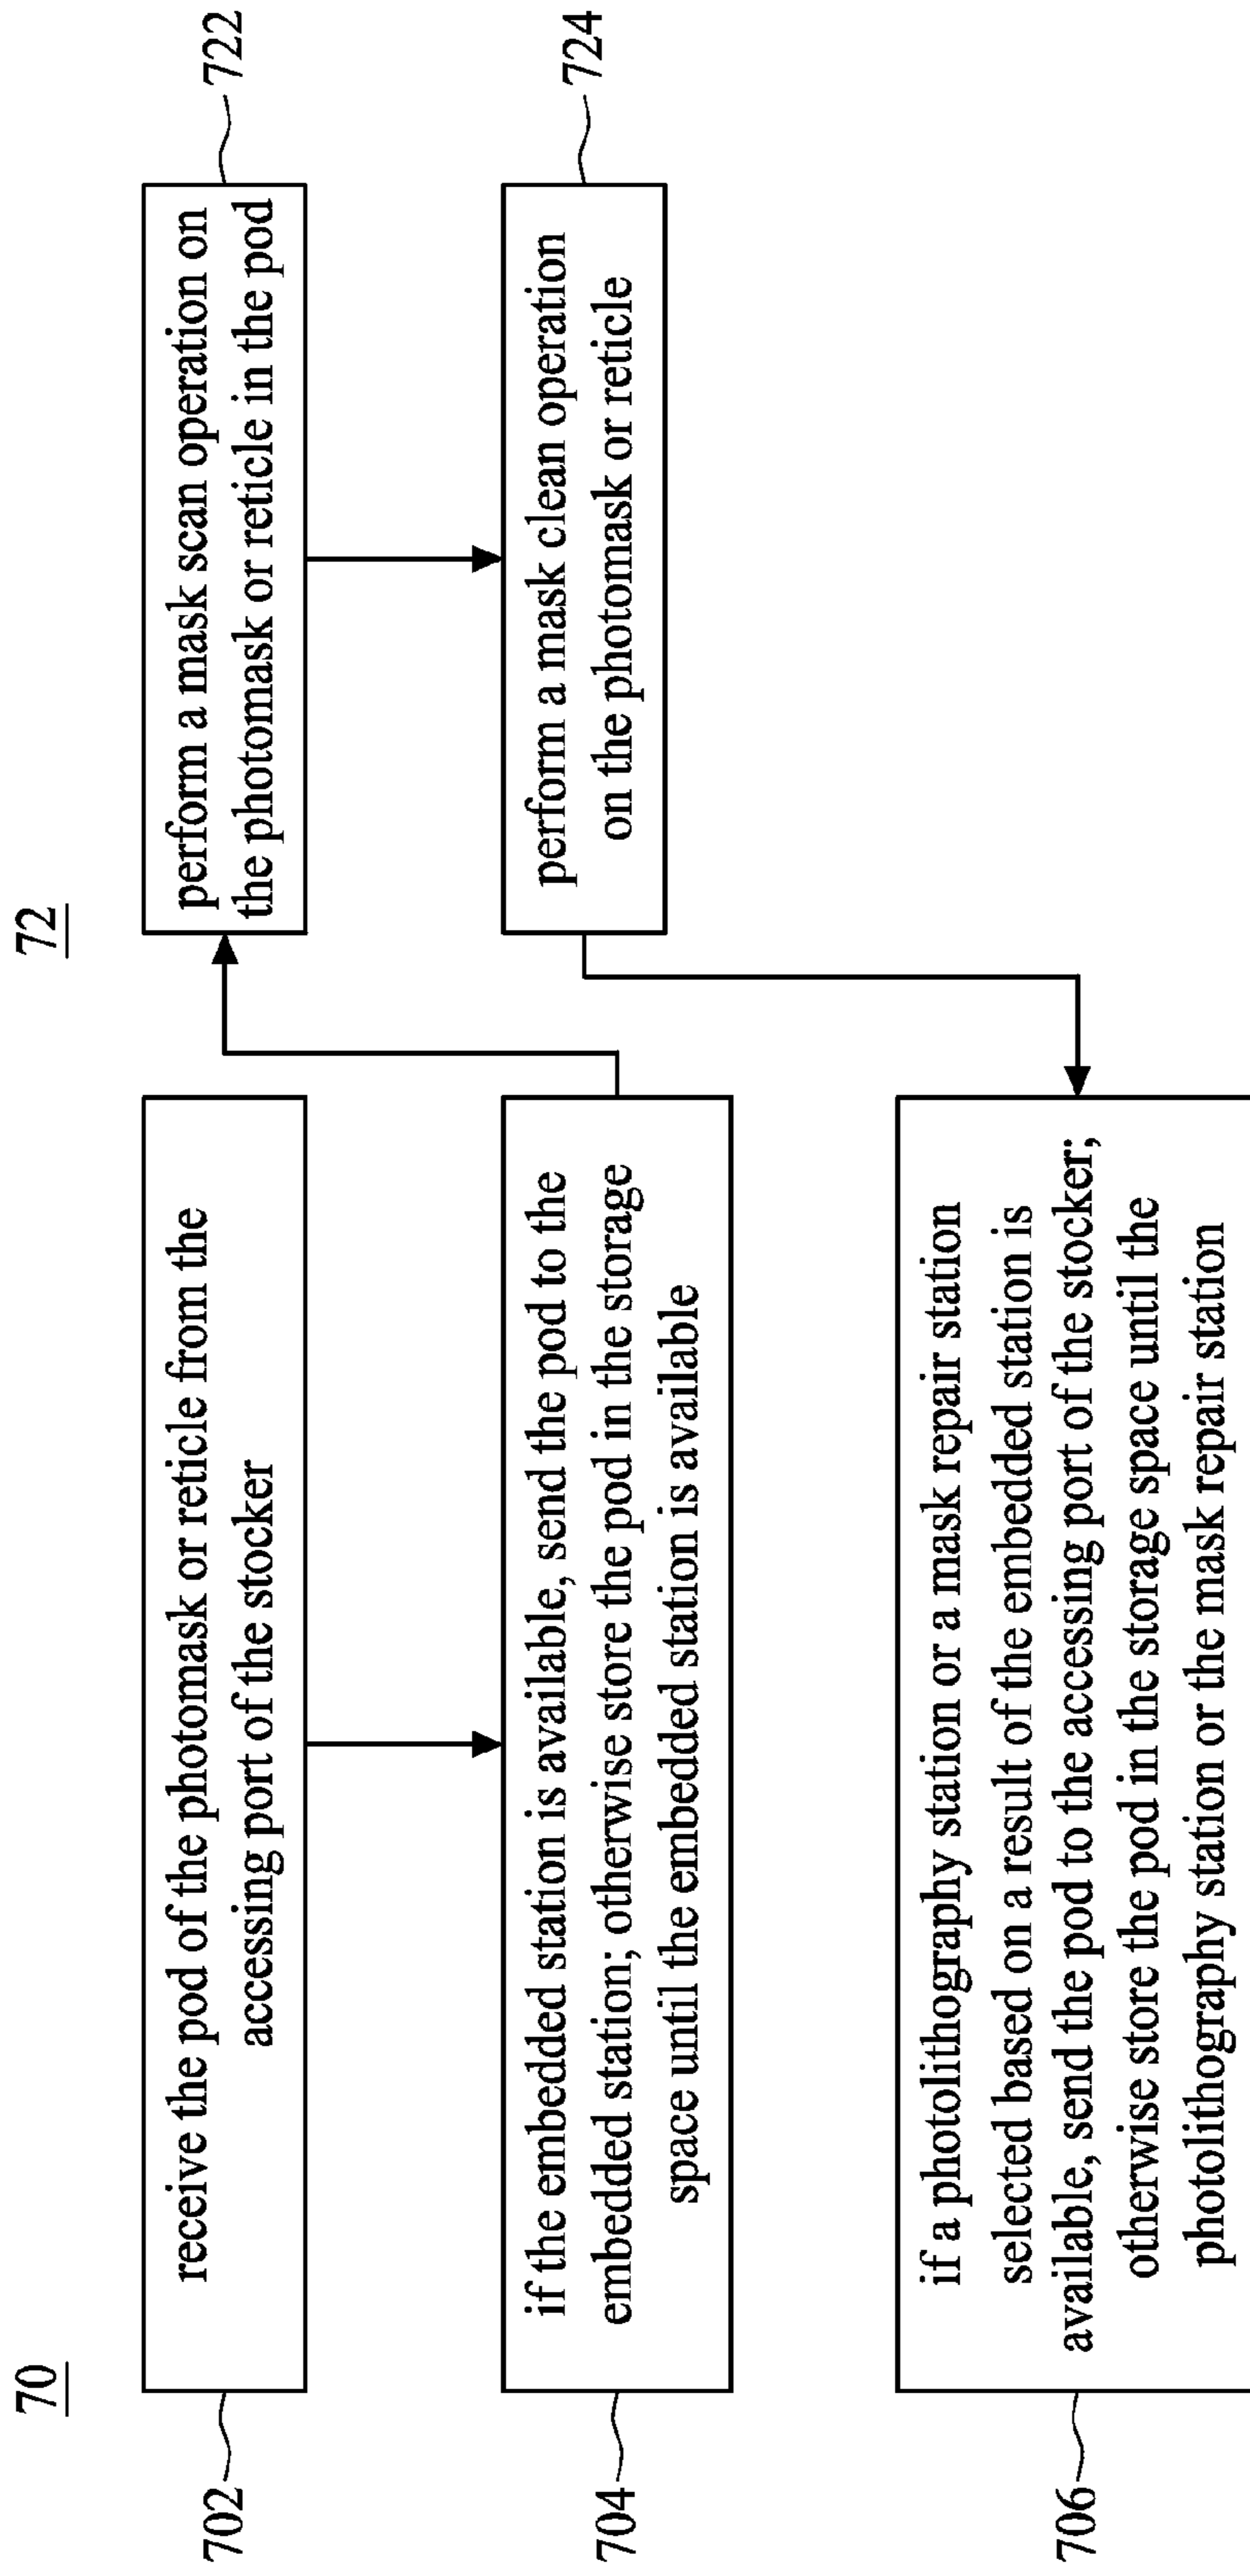 70
702
receive the pod of the photomask or reticle from the
accessing port of the stocker
704
if the embedded station is available, send the pod to the
embedded station; otherwise store the pod in the storage
space until the embedded station is available
706
if a photolithography station or a mask repair station
selected based on a result of the embedded station is
available, send the pod to the accessing port of the stocker;
otherwise store the pod in the storage space until the
photolithography station or the mask repair station
72
perform a mask scan operation on
the photomask or reticle in the pod
722
perform a mask clean operation
on the photomask or reticle
724